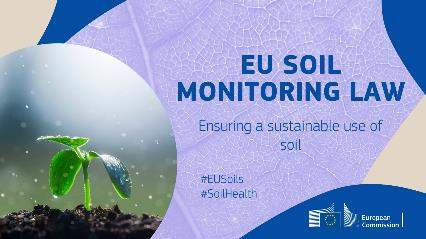 EU SOIL
MONITORING LAW
Ensuring a sustainable use of
soil
#EUSoils
#SoilHealth
European
Commission